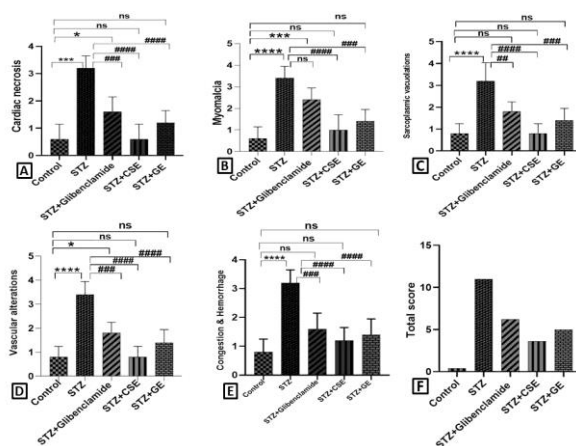 ns
ns
*
####
####
***
###
Cardiac necrosis
4
3
2
1
0
Control
STZ
STZ+Glibenclamide
STZ+CSE
STZ+GE
A
ns
ns
***
###
####
****
ns
Myomalcia
5
4
3
2
1
0
Control
STZ
STZ+Glibenclamide
STZ+CSE
STZ+GE
B
ns
ns
ns
###
####
****
##
Sarcoplasmic vacuolations
5
4
3
2
1
0
Control
STZ
STZ+Glibenclamide
STZ+CSE
STZ+GE
C
ns
ns
*
####
####
****
###
Vascular alterations
5
4
3
2
1
0
Control
STZ
STZ+Glibenclamide
STZ+CSE
STZ+GE
D
ns
ns
ns
####
####
****
###
Congestion & Hemorrhage
4
3
2
1
0
Control
STZ
STZ+Glibenclamide
STZ+CSE
STZ+GE
E
Total score
15
10
5
0
Control
STZ
STZ+Glibenclamide
STZ+CSE
STZ+GE
F